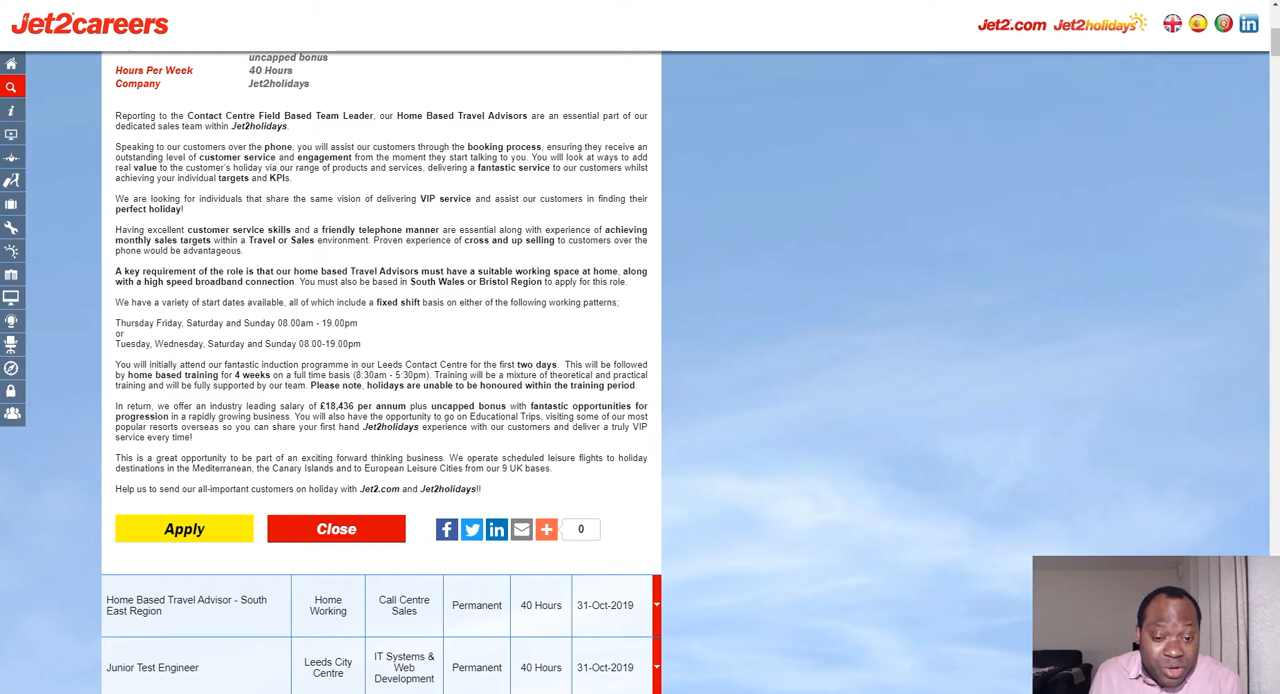 Jet2careers
Jet2.com Jet2holidays
in
uncapped bonus
Hours Per Week 40 Hours
Company Jet2holidays
Reporting to the Contact Centre Field Based Team Leader, our Home Based Travel Advisors are an essential part of our
dedicated sales team within Jet2holidays.
Speaking to our customers over the phone, you will assist our customers through the booking process, ensuring they receive an
outstanding level of customer service and engagement from the moment they start talking to you. You will look at ways to add
real value to the customer's holiday via our range of products and services, delivering a fantastic service to our customers whilst
achieving your individual targets and KPIs.
We are looking for individuals that share the same vision of delivering VIP service and assist our customers in finding their
perfect holiday!
Having excellent customer service skills and a friendly telephone manner are essential along with experience of achieving
monthly sales targets within a Travel or Sales environment. Proven experience of cross and up selling to customers over the
phone would be advantageous.
A key requirement of the role is that our home based Travel Advisors must have a suitable working space at home, along
with a high speed broadband connection. You must also be based in South Wales or Bristol Region to apply for this role.
We have a variety of start dates available, all of which include a fixed shift basis on either of the following working patterns;
Thursday Friday, Saturday and Sunday 08.00am - 19.00pm
or
Tuesday, Wednesday, Saturday and Sunday 08.00-19.00pm
You will initially attend our fantastic induction programme in our Leeds Contact Centre for the first two days. This will be followed
by home based training for 4 weeks on a full time basis (8:30am - 5:30pm). Training will be a mixture of theoretical and practical
training and will be fully supported by our team. Please note, holidays are unable to be honoured within the training period.
In return, we offer an industry leading salary of £18,436 per annum plus uncapped bonus with fantastic opportunities for
progression in a rapidly growing business. You will also have the opportunity to go on Educational Trips, visiting some of our most
popular resorts overseas so you can share your first hand Jet2holidays experience with our customers and deliver a truly VIP
service every time!
This is a great opportunity to be part of an exciting forward thinking business. We operate scheduled leisure flights to holiday
destinations in the Mediterranean, the Canary Islands and to European Leisure Cities from our 9 UK bases.
Help us to send our all-important customers on holiday with Jet2.com and Jet2holidays!!
Apply Close 0
Home Based Travel Advisor - South
East Region
Home
Working
Call Centre
Sales
Permanent
40 Hours
31-Oct-2019
Junior Test Engineer
Leeds City
Centre
IT Systems &
Web
Development
Permanent
40 Hours
31-Oct-2019